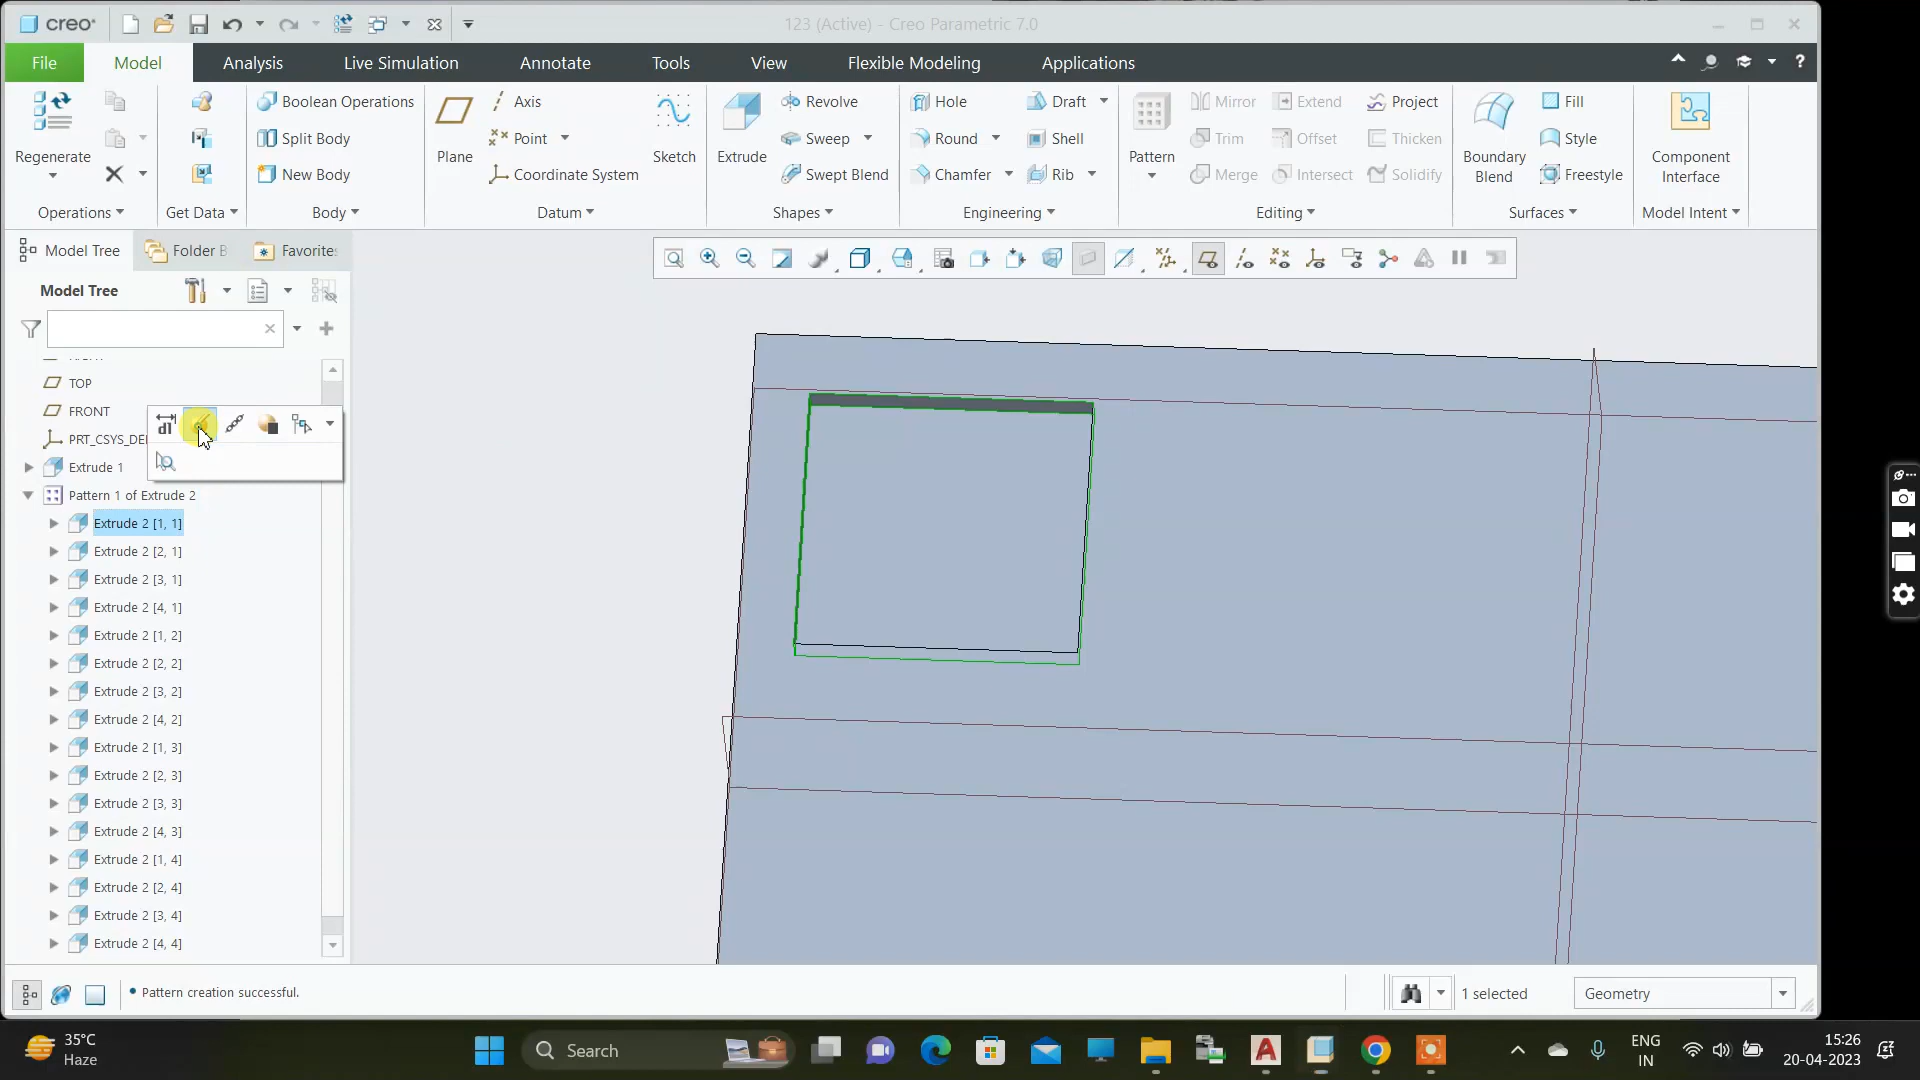 creo
123 (Active) - Creo Parametric 7.0
File Model Analysis Live Simulation Annotate Tools View Flexible Modeling Applications
Regenerate
Operations
Get Data
Boolean Operations
Split Body
New Body
Body
Plane
Axis
Point
Coordinate System
Sketch
Datum
Extrude
Revolve
Sweep
Swept Blend
Shapes
Hole
Round
Chamfer
Draft
Shell
Rib
Engineering
Pattern
Mirror
Trim
Merge
Extend
Offset
Intersect
Project
Thicken
Solidify
Editing
Boundary
Blend
Fill
Style
Freestyle
Surfaces
Component
Interface
Model Intent
Model Tree Folder B Favorite
Model Tree
TOP
FRONT
PRT_CSYS_DE
Extrude 1
Pattern 1 of Extrude 2
Extrude 2 [1, 1]
Extrude 2 [2, 1]
Extrude 2 [3, 1]
Extrude 2 [4, 1]
Extrude 2 [1, 2]
Extrude 2 [2, 2]
Extrude 2 [3, 2]
Extrude 2 [4, 2]
Extrude 2 [1, 3]
Extrude 2 [2, 3]
Extrude 2 [3, 3]
Extrude 2 [4, 3]
Extrude 2 [1, 4]
Extrude 2 [2, 4]
Extrude 2 [3, 4]
Extrude 2 [4, 4]
Pattern creation successful.
1 selected
Geometry
35°C
Haze
Search
ENG
IN
15:26
20-04-2023